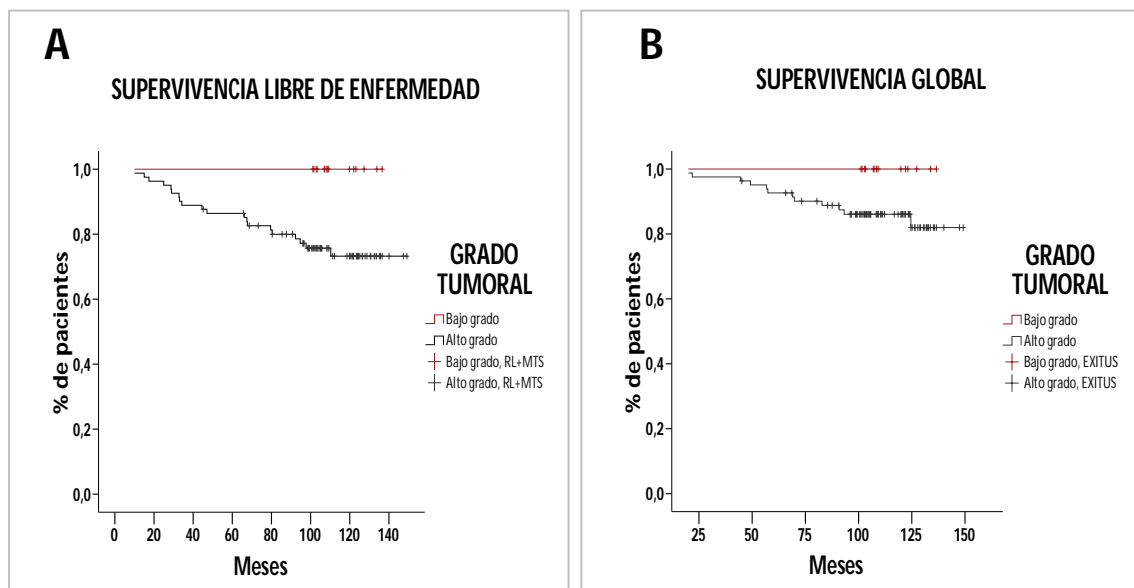 A
SUPERVIVENCIA LIBRE DE ENFERMEDAD
% de pacientes
1,0
0,8
0,6
0,4
0,2
0,0
0 20 40 60 80 100 120 140
Meses
GRADO
TUMORAL
Bajo grado
Alto grado
Bajo grado, RL+MTS
Alto grado, RL+MTS
B
SUPERVIVENCIA GLOBAL
% de pacientes
1,0
0,8
0,6
0,4
0,2
0,0
25 50 75 100 125 150
Meses
GRADO
TUMORAL
Bajo grado
Alto grado
Bajo grado, EXITUS
Alto grado, EXITUS